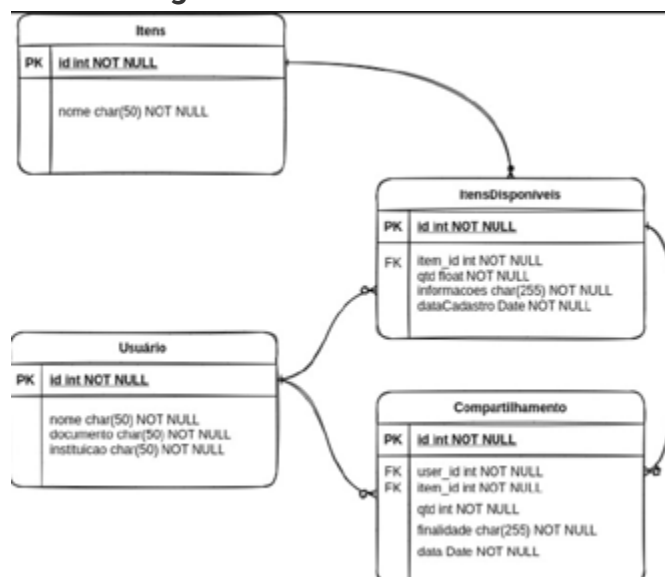 Itens
PK id int NOT NULL
nome char(50) NOT NULL
ItensDisponíveis
PK id int NOT NULL
FK item_id int NOT NULL
qtd float NOT NULL
informacoes char(255) NOT NULL
dataCadastro Date NOT NULL
Usuário
PK id int NOT NULL
nome char(50) NOT NULL
documento char(50) NOT NULL
instituicao char(50) NOT NULL
Compartilhamento
PK id int NOT NULL
FK user_id int NOT NULL
FK item_id int NOT NULL
qtd int NOT NULL
finalidade char(255) NOT NULL
data Date NOT NULL